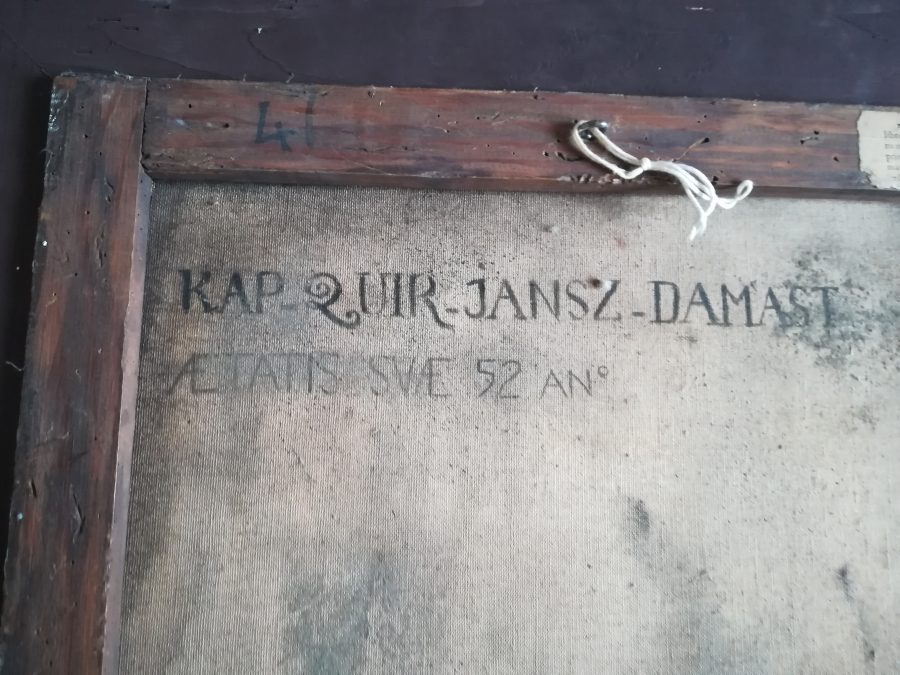 41
KAP-QUIR-JANSZ-DAMAST
ÆTATIS SVÆ 52 AN°